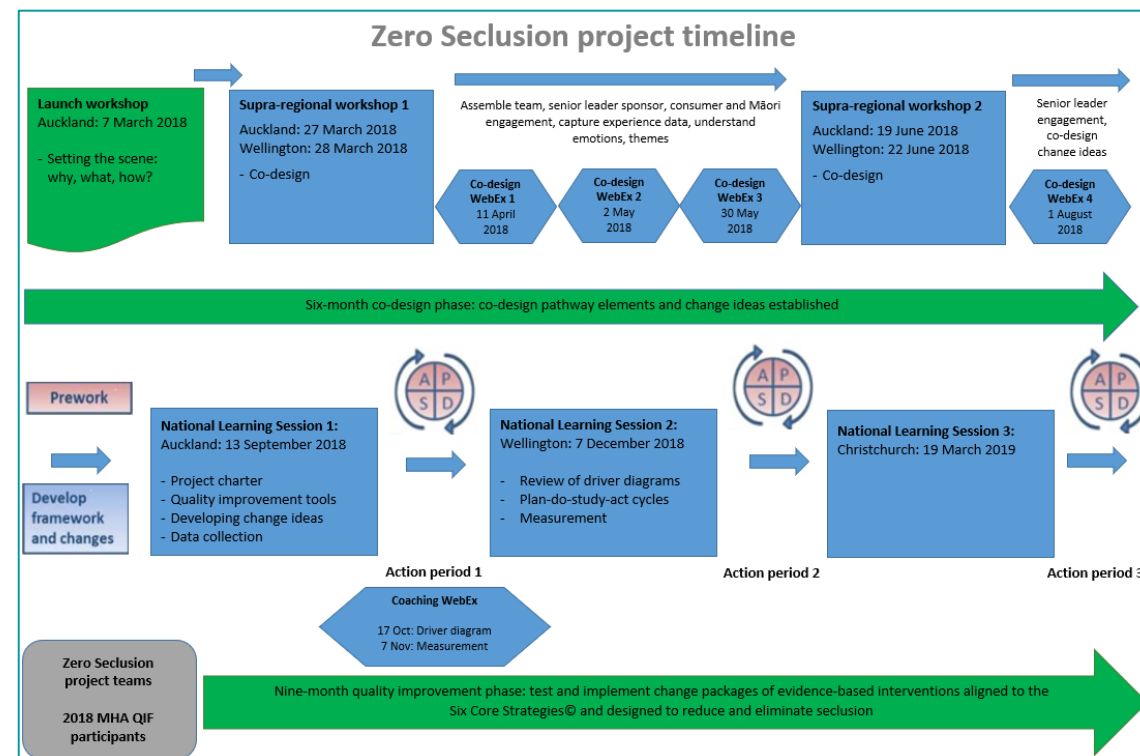 Zero Seclusion project timeline
Launch workshop
Auckland: 7 March 2018
- Setting the scene:
why, what, how?
Supra-regional workshop 1
Auckland: 27 March 2018
Wellington: 28 March 2018
- Co-design
Assemble team, senior leader sponsor, consumer and Māori
engagement, capture experience data, understand
emotions, themes
Co-design
WebEx 1
11 April
2018
Co-design
WebEx 2
2 May
2018
Co-design
WebEx 3
30 May
2018
Supra-regional workshop 2
Auckland: 19 June 2018
Wellington: 22 June 2018
- Co-design
Senior leader
engagement,
co-design
change ideas
Co-design
WebEx 4
1 August
2018
Six-month co-design phase: co-design pathway elements and change ideas established
Prework
Develop
framework
and changes
National Learning Session 1:
Auckland: 13 September 2018
- Project charter
- Quality improvement tools
- Developing change ideas
- Data collection
A P
S D
Action period 1
National Learning Session 2:
Wellington: 7 December 2018
- Review of driver diagrams
- Plan-do-study-act cycles
- Measurement
A P
S D
Action period 2
National Learning Session 3:
Christchurch: 19 March 2019
A P
S D
Action period 3
Coaching WebEx
17 Oct: Driver diagram
7 Nov: Measurement
Zero Seclusion
project teams
2018 MHA QIF
participants
Nine-month quality improvement phase: test and implement change packages of evidence-based interventions aligned to the
Six Core Strategies© and designed to reduce and eliminate seclusion